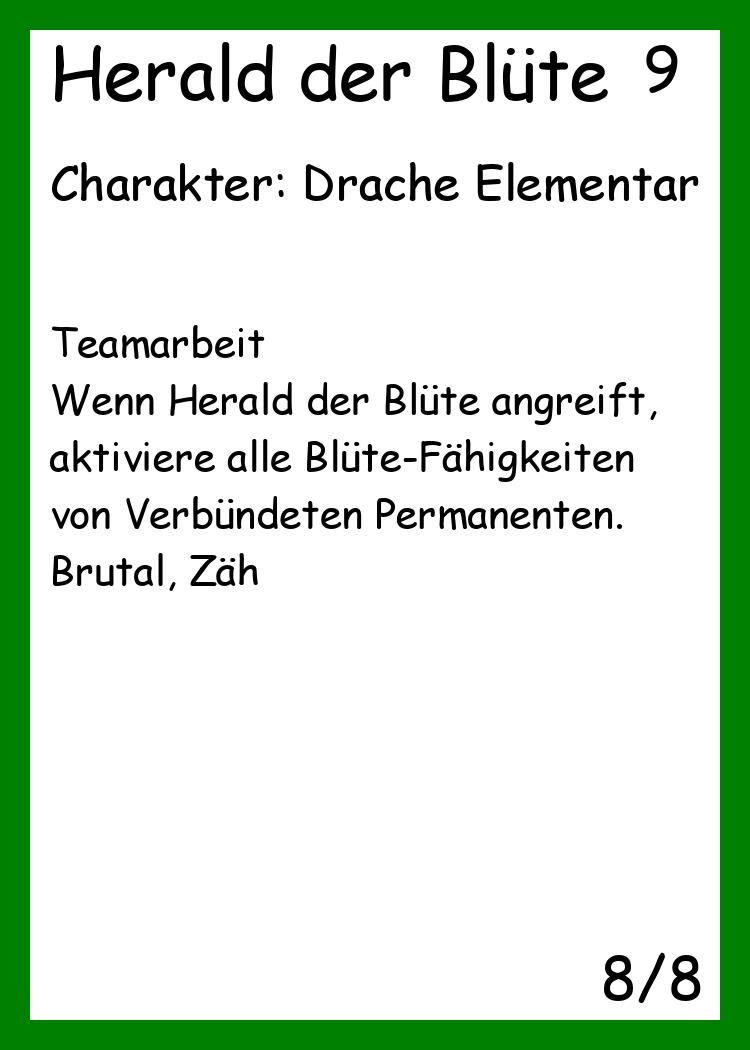 Herald der Blüte 9
Charakter: Drache Elementar
Teamarbeit
Wenn Herald der Blüte angreift,
aktiviere alle Blüte-Fähigkeiten
von Verbündeten Permanenten.
Brutal, Zäh
8/8